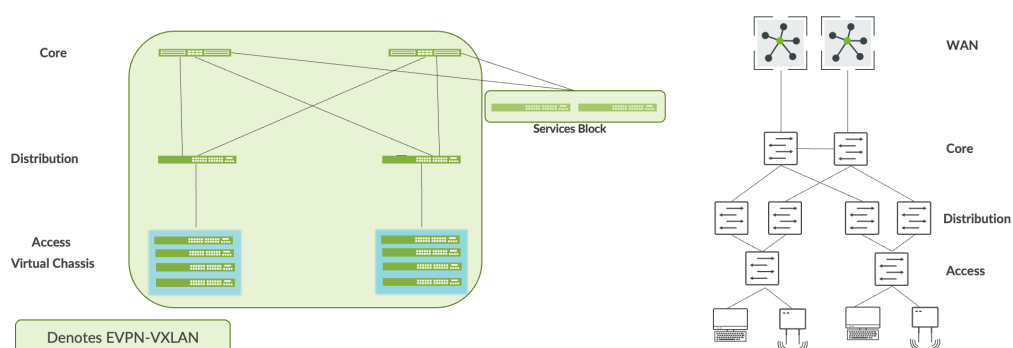 Core
Services Block
Distribution
Access
Virtual Chassis
Denotes EVPN-VXLAN
WAN
Core
Distribution
Access